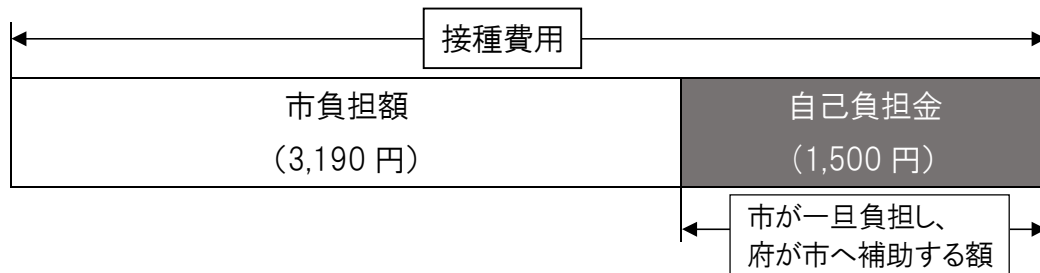 接種費用
市負担額
（3,190 円）
自己負担金
（1,500 円）
市が一旦負担し、
府が市へ補助する額